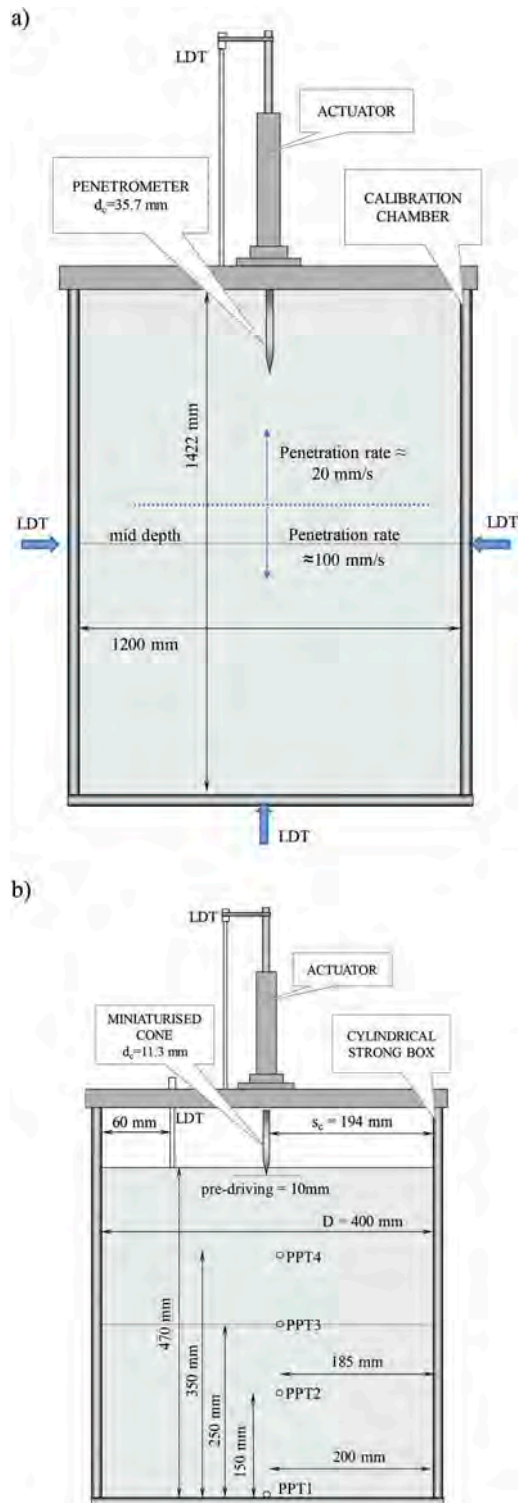 a)
LDT
ACTUATOR
PENETROMETER
d_c=35.7 mm
CALIBRATION
CHAMBER
1422 mm
Penetration rate ≈
20 mm/s
LDT
LDT
mid depth
Penetration rate
≈100 mm/s
1200 mm
LDT
b)
LDT
ACTUATOR
MINIATURISED
CONE
d_c=11.3 mm
CYLINDRICAL
STRONG BOX
60 mm
LDT
s_c = 194 mm
pre-driving = 10mm
D = 400 mm
PPT4
470 mm
350 mm
PPT3
250 mm
185 mm
PPT2
150 mm
200 mm
PPT1